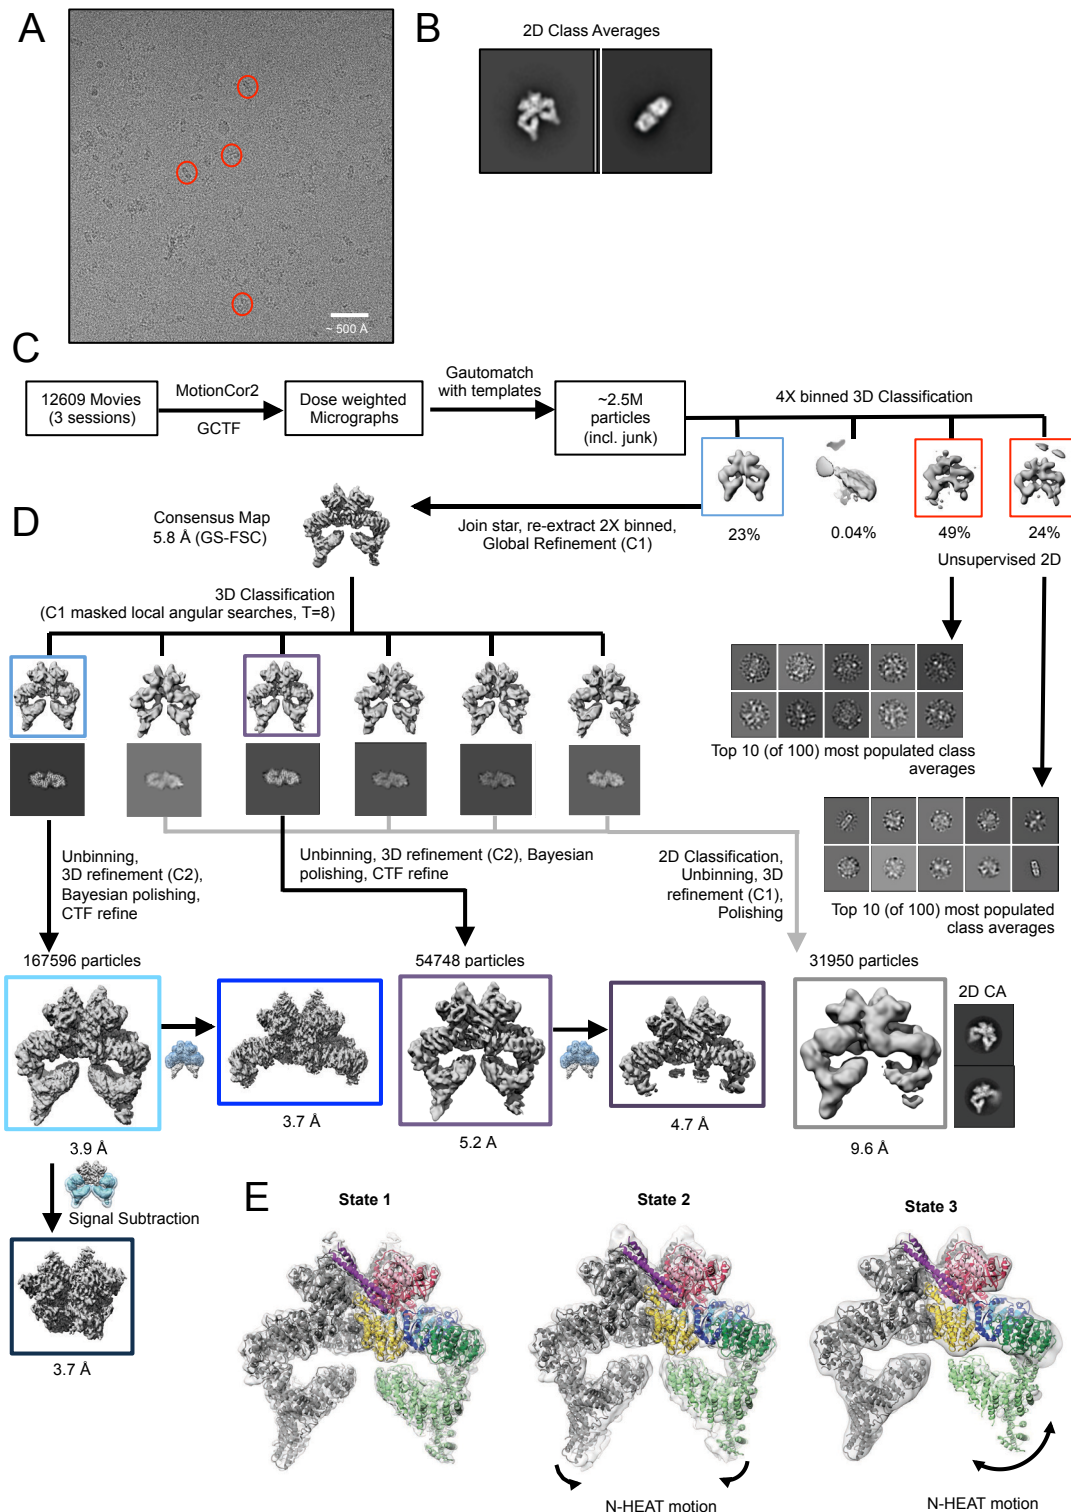 A
~ 500 Å
B
2D Class Averages
C
12609 Movies
(3 sessions)
MotionCor2
GCTF
Dose weighted
Micrographs
Gautomatch
with templates
~2.5M
particles
(incl. junk)
4X binned 3D Classification
23%
0.04%
49%
24%
Join star, re-extract 2X binned,
Global Refinement (C1)
Unsupervised 2D
D
Consensus Map
5.8 Å (GS-FSC)
3D Classification
(C1 masked local angular searches, T=8)
Top 10 (of 100) most populated class
averages
Top 10 (of 100) most populated
class averages
Unbinning,
3D refinement (C2),
Bayesian polishing,
CTF refine
Unbinning, 3D refinement (C2), Bayesian
polishing, CTF refine
2D Classification,
Unbinning, 3D
refinement (C1),
Polishing
167596 particles
54748 particles
31950 particles
2D CA
3.9 Å
3.7 Å
5.2 A
4.7 Å
9.6 Å
Signal Subtraction
3.7 Å
E
State 1
State 2
State 3
N-HEAT motion
N-HEAT motion